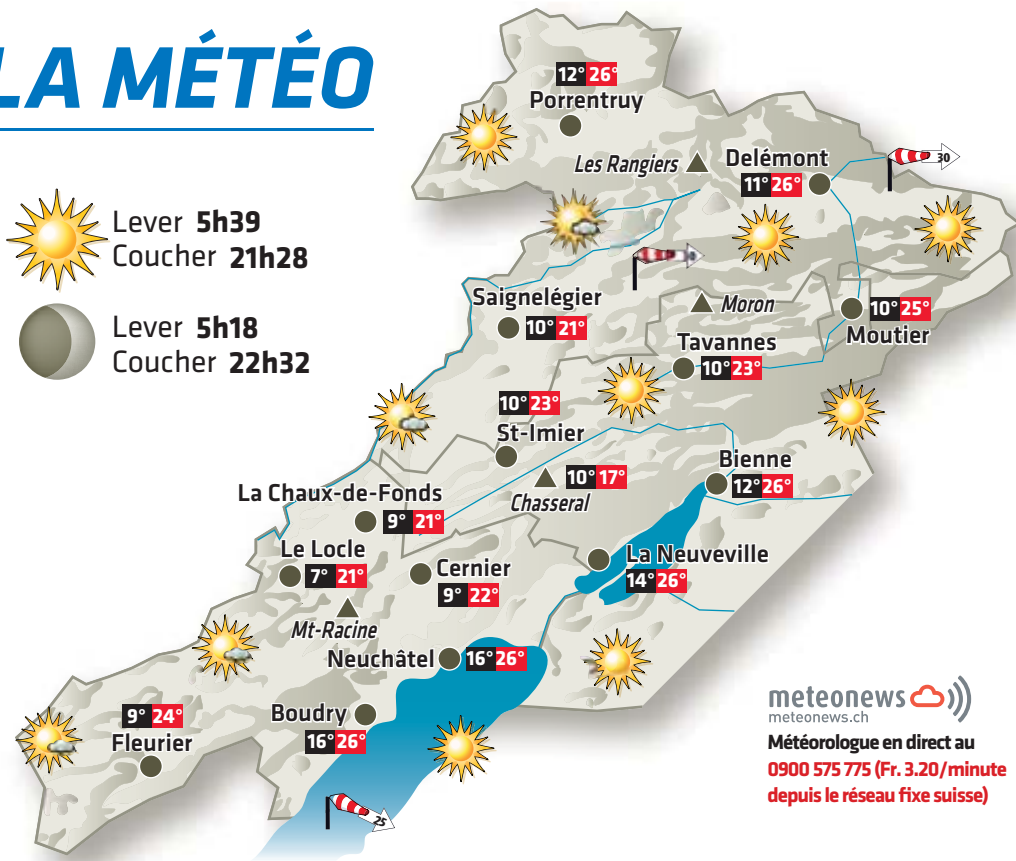 LA MÉTÉO
Lever 5h39
Coucher 21h28
Lever 5h18
Coucher 22h32
12° 26°
Porrentruy
Les Rangiers
Delémont
11° 26°
30
Saignelégier
10° 21°
Moron
10° 25°
Moutier
Tavannes
10° 23°
10° 23°
St-Imier
10° 17°
Chasseral
Bienne
12° 26°
La Chaux-de-Fonds
9° 21°
Le Locle
7° 21°
Cernier
9° 22°
La Neuveville
14° 26°
Mt-Racine
Neuchâtel 16° 26°
Boudry
16° 26°
9° 24°
Fleurier
25
meteonews
meteonews.ch
Météorologue en direct au
0900 575 775 (Fr. 3.20/minute
depuis le réseau fixe suisse)